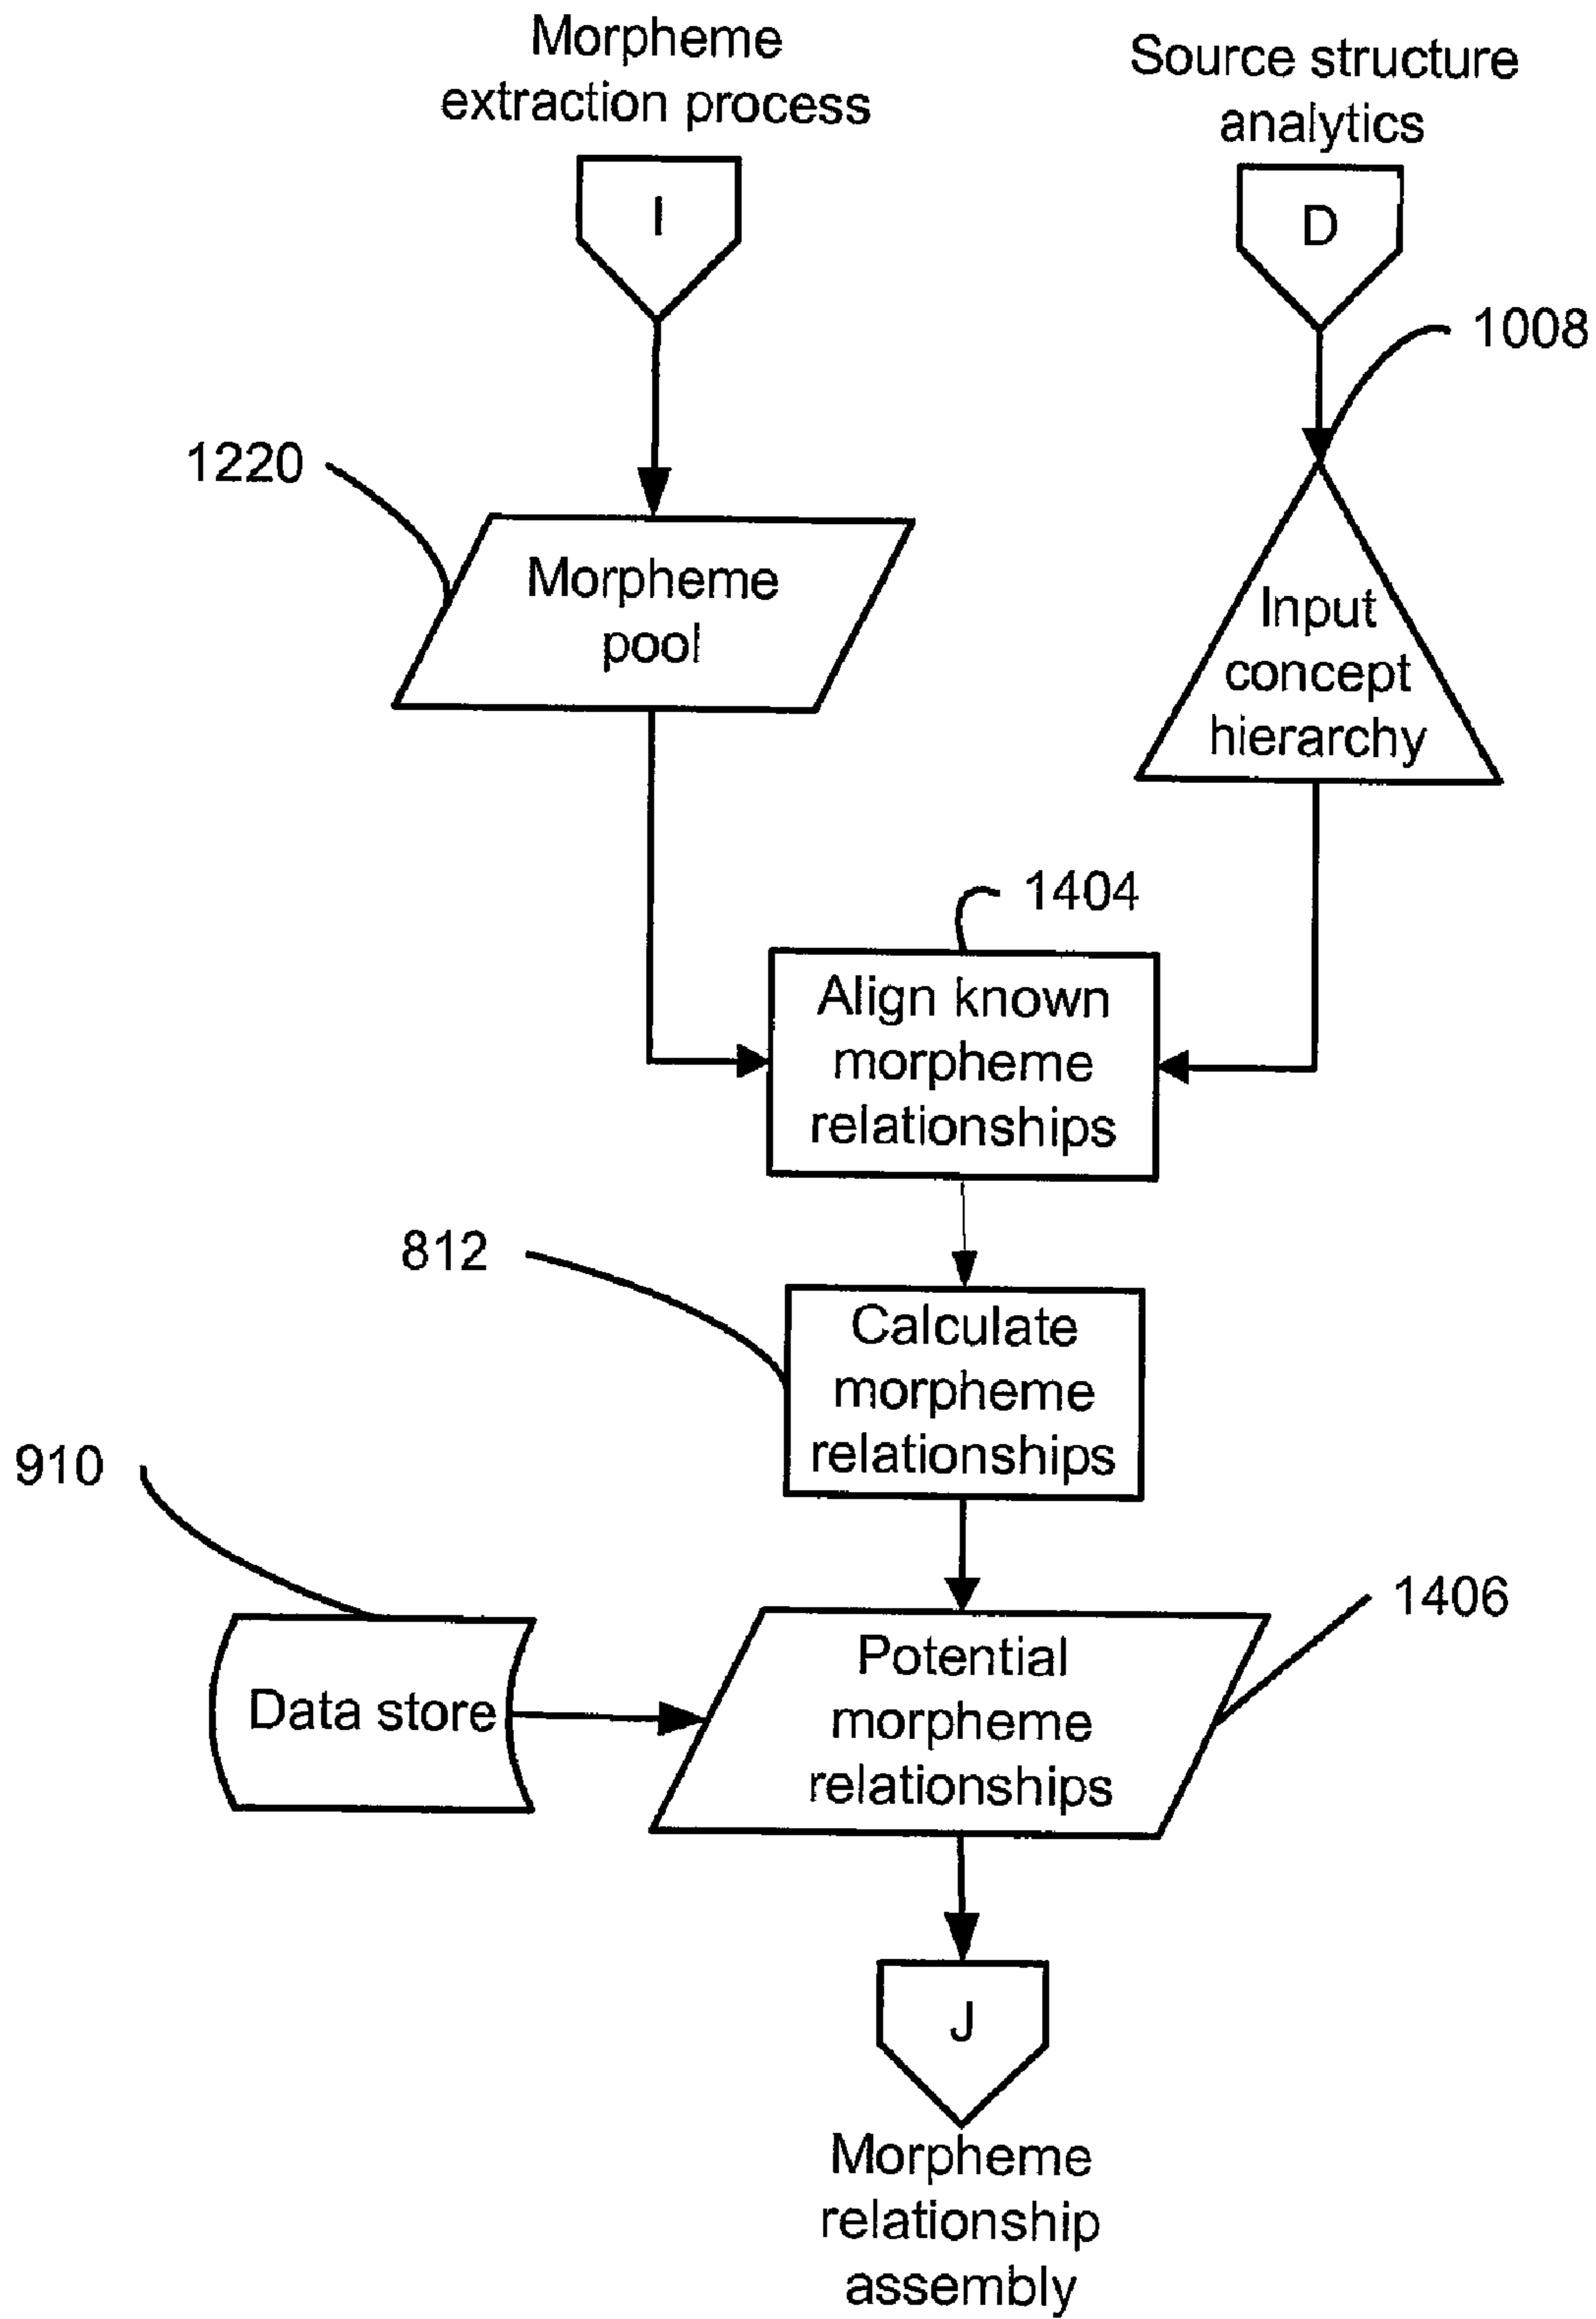 Morpheme
extraction process
Source structure
analytics
I
D
1008
1220
Morpheme
pool
Input
concept
hierarchy
1404
Align known
morpheme
relationships
812
Calculate
morpheme
relationships
910
1406
Data store
Potential
morpheme
relationships
J
Morpheme
relationship
assembly